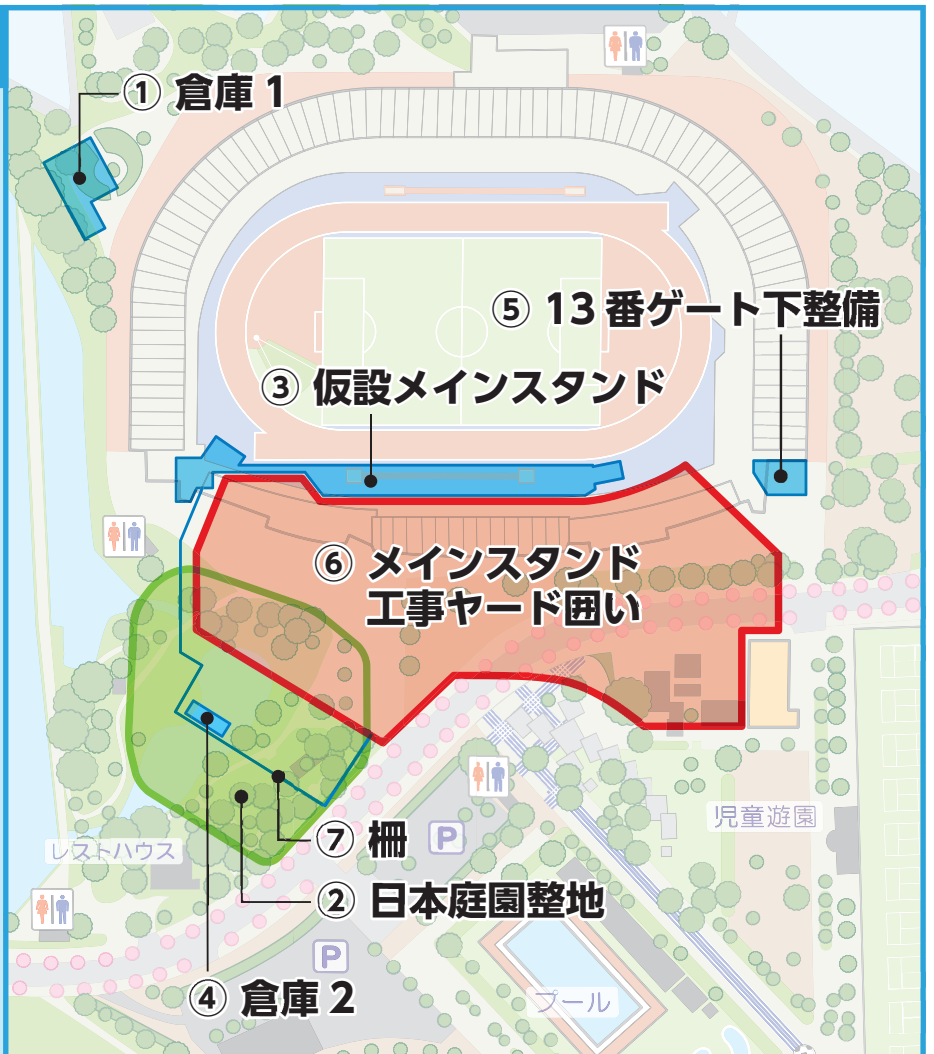 ① 倉庫 1
⑤ 13 番ゲート下整備
③ 仮設メインスタンド
⑥ メインスタンド
工事ヤード囲い
児童遊園
⑦ 柵
P
レストハウス
② 日本庭園整地
P
④ 倉庫 2
プール